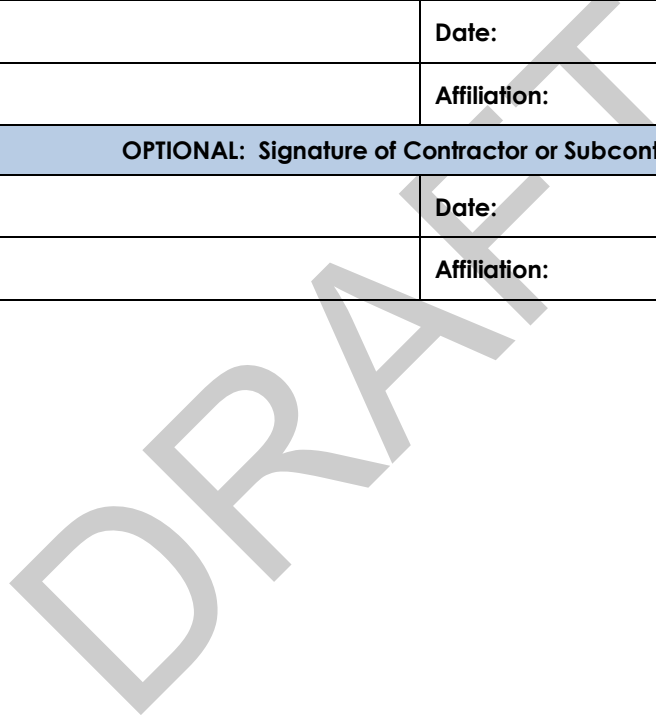 Date:
Affiliation:
OPTIONAL: Signature of Contractor or Subcont
Date:
Affiliation:
DRAFT